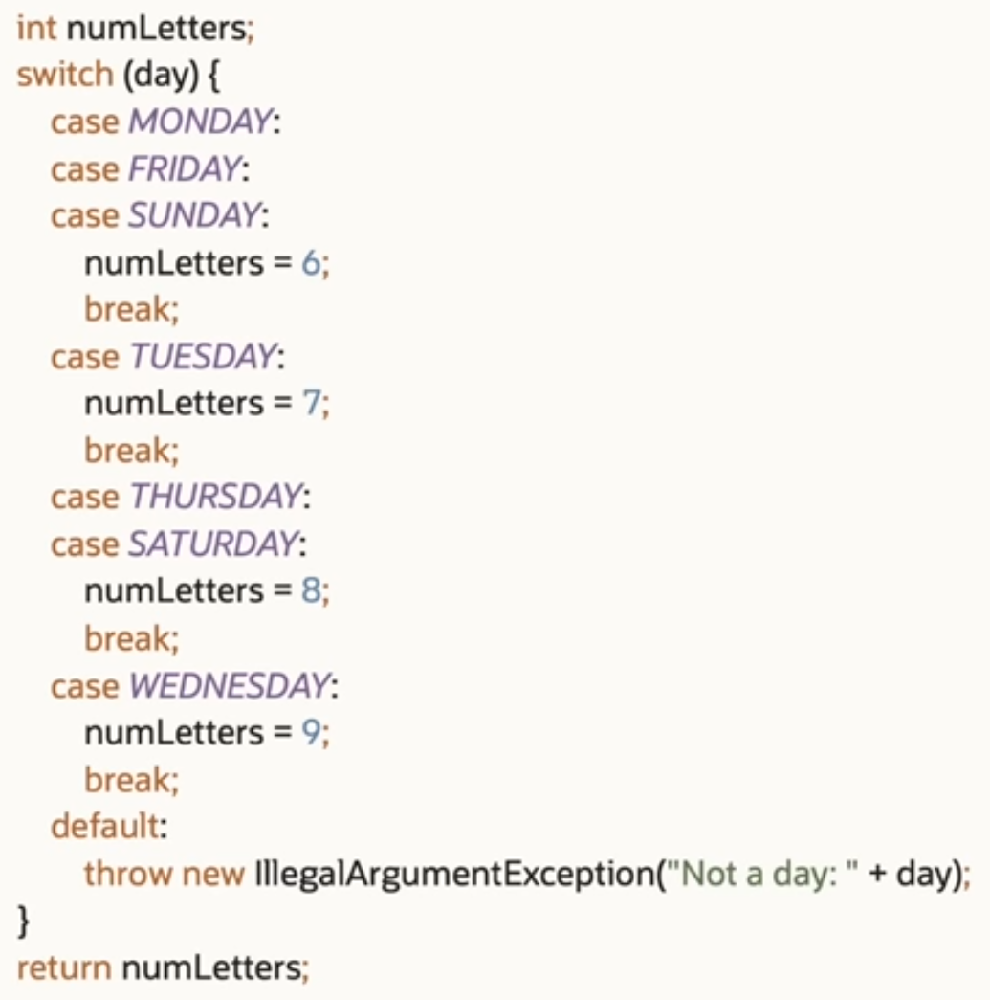 int numLetters;
switch (day) {
case MONDAY:
case FRIDAY:
case SUNDAY:
numLetters = 6;
break;
case TUESDAY:
numLetters = 7;
break;
case THURSDAY:
case SATURDAY:
numLetters = 8;
break;
case WEDNESDAY:
numLetters = 9;
break;
default:
throw new IllegalArgumentException("Not a day: " + day);
}
return numLetters;